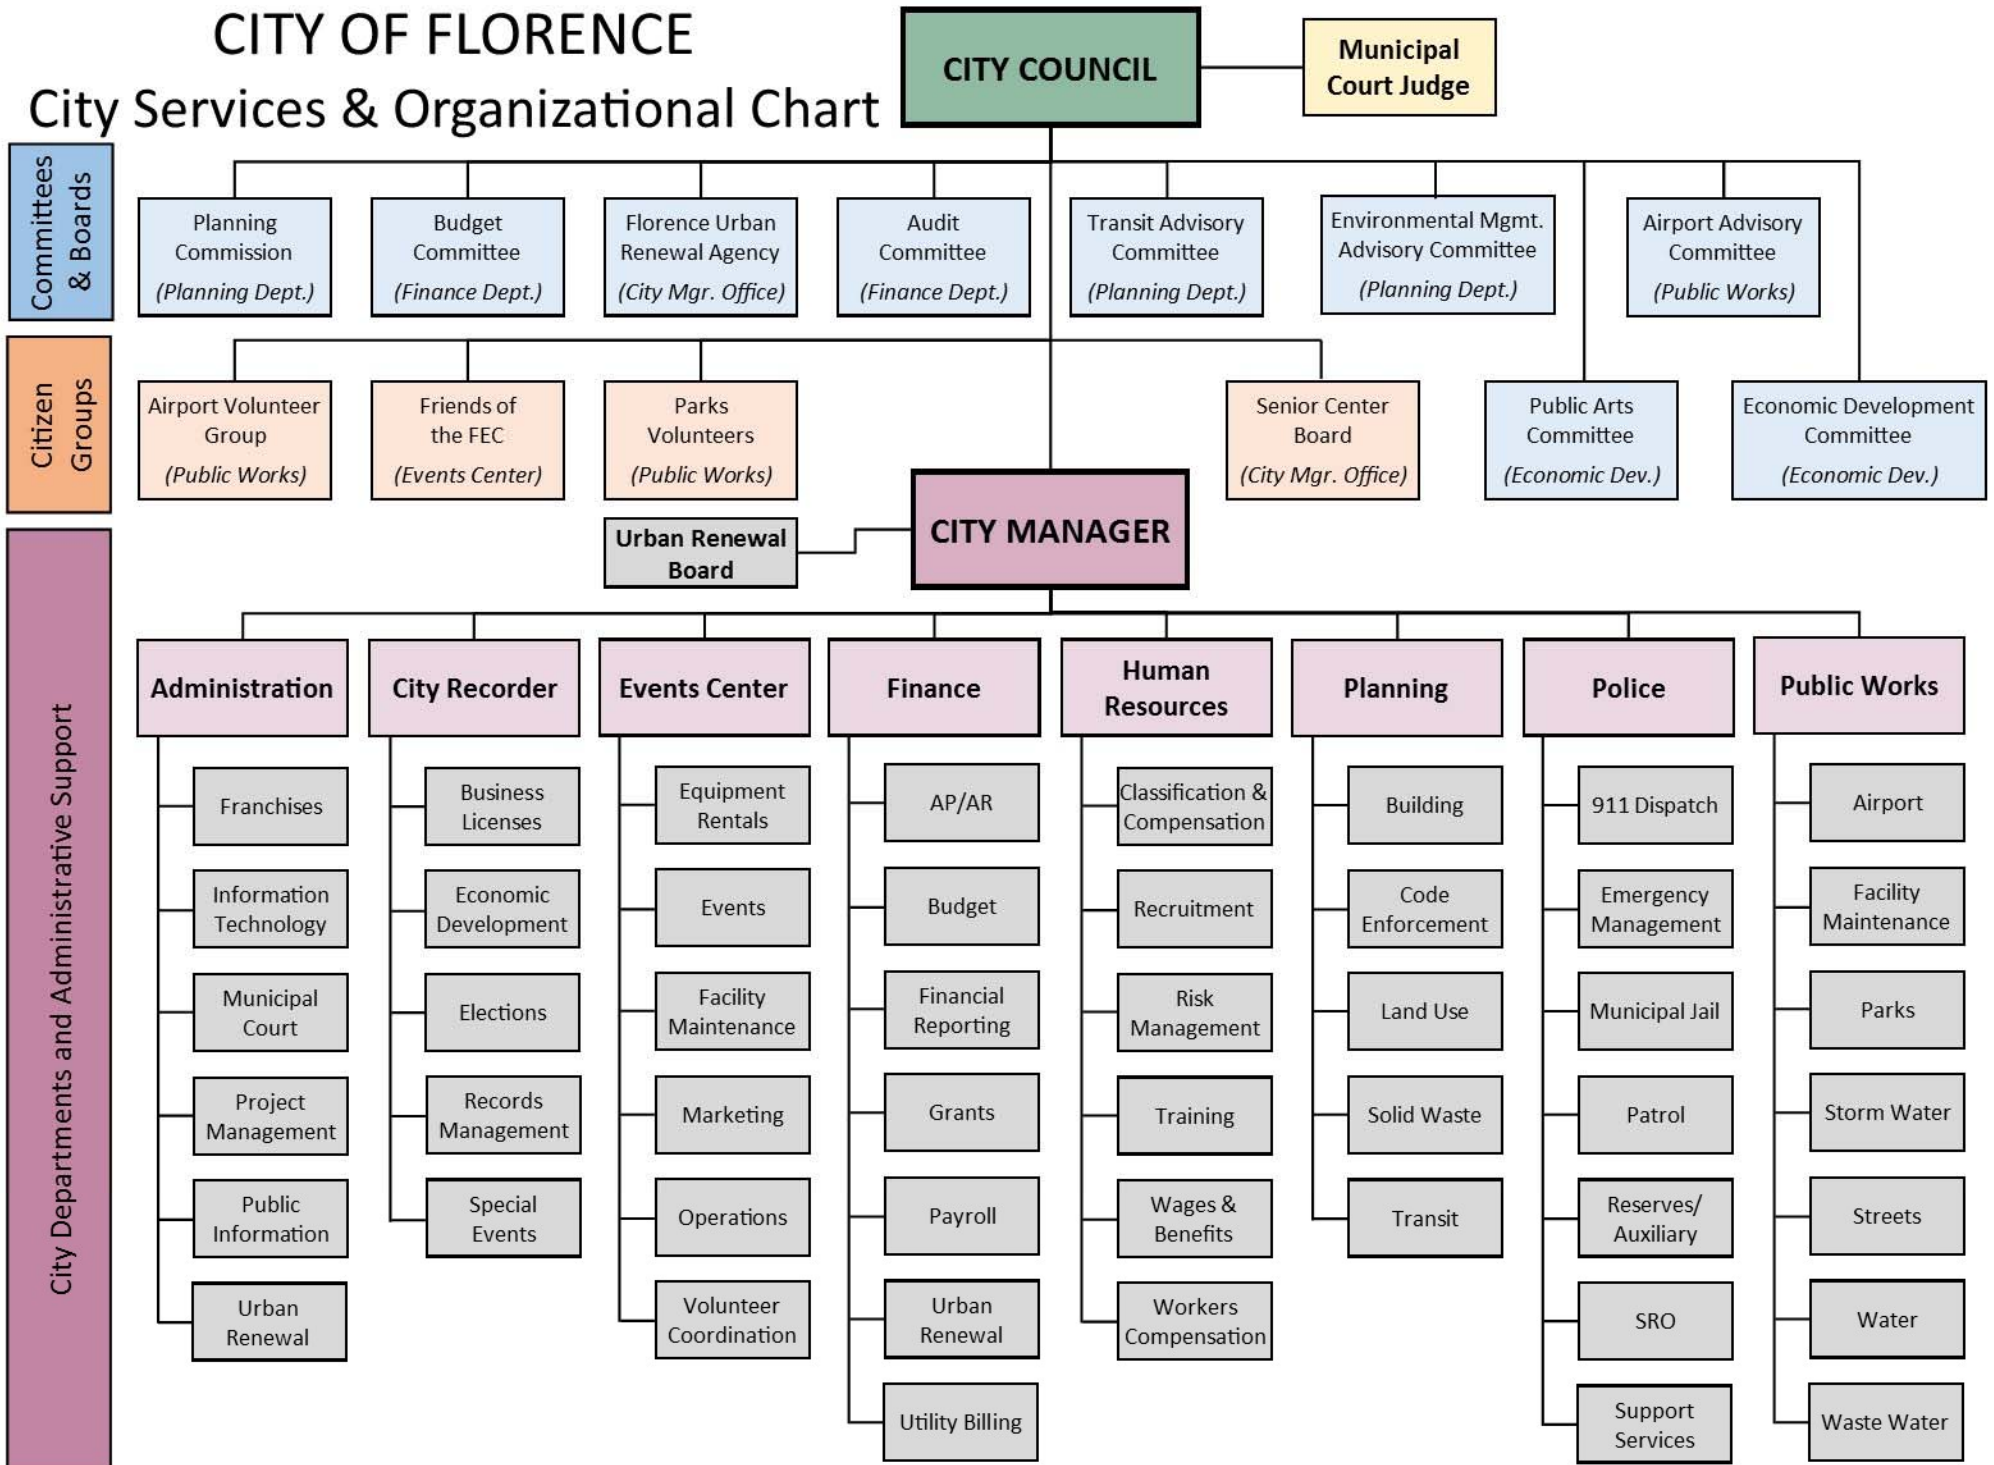 CITY OF FLORENCE
City Services & Organizational Chart
CITY COUNCIL
Municipal
Court Judge
Committees
& Boards
Planning
Commission
(Planning Dept.)
Budget
Committee
(Finance Dept.)
Florence Urban
Renewal Agency
(City Mgr. Office)
Audit
Committee
(Finance Dept.)
Transit Advisory
Committee
(Planning Dept.)
Environmental Mgmt.
Advisory Committee
(Planning Dept.)
Airport Advisory
Committee
(Public Works)
Citizen
Groups
Airport Volunteer
Group
(Public Works)
Friends of
the FEC
(Events Center)
Parks
Volunteers
(Public Works)
Senior Center
Board
(City Mgr. Office)
Public Arts
Committee
(Economic Dev.)
Economic Development
Committee
(Economic Dev.)
Urban Renewal
Board
CITY MANAGER
City Departments and Administrative Support
Administration
Franchises
Information
Technology
Municipal
Court
Project
Management
Public
Information
Urban
Renewal
City Recorder
Business
Licenses
Economic
Development
Elections
Records
Management
Special
Events
Events Center
Equipment
Rentals
Events
Facility
Maintenance
Marketing
Operations
Volunteer
Coordination
Finance
AP/AR
Budget
Financial
Reporting
Grants
Payroll
Urban
Renewal
Utility Billing
Human
Resources
Classification &
Compensation
Recruitment
Risk
Management
Training
Wages &
Benefits
Workers
Compensation
Planning
Building
Code
Enforcement
Land Use
Solid Waste
Transit
Police
911 Dispatch
Emergency
Management
Municipal Jail
Patrol
Reserves/
Auxiliary
SRO
Support
Services
Public Works
Airport
Facility
Maintenance
Parks
Storm Water
Streets
Water
Waste Water